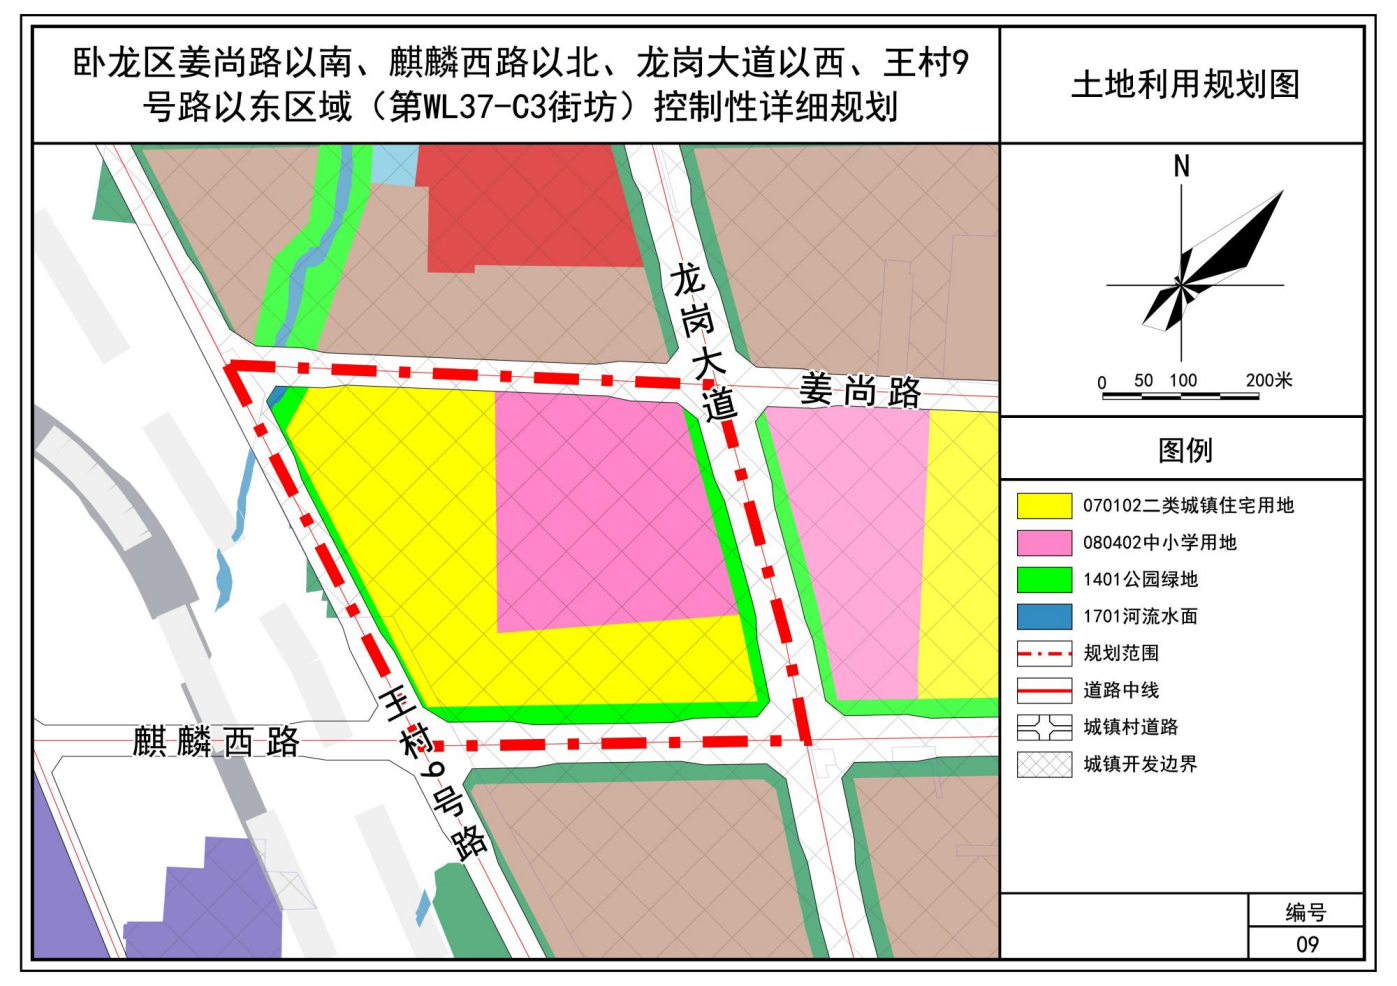 卧龙区姜尚路以南、麒麟西路以北、龙岗大道以西、王村9
号路以东区域（第WL37-C3街坊）控制性详细规划
土地利用规划图
N
0 50 100 200米
图例
070102二类城镇住宅用地
080402中小学用地
1401公园绿地
1701河流水面
规划范围
道路中线
城镇村道路
城镇开发边界
编号
09
龙岗大道
姜尚路
麒麟西路
王村9号路